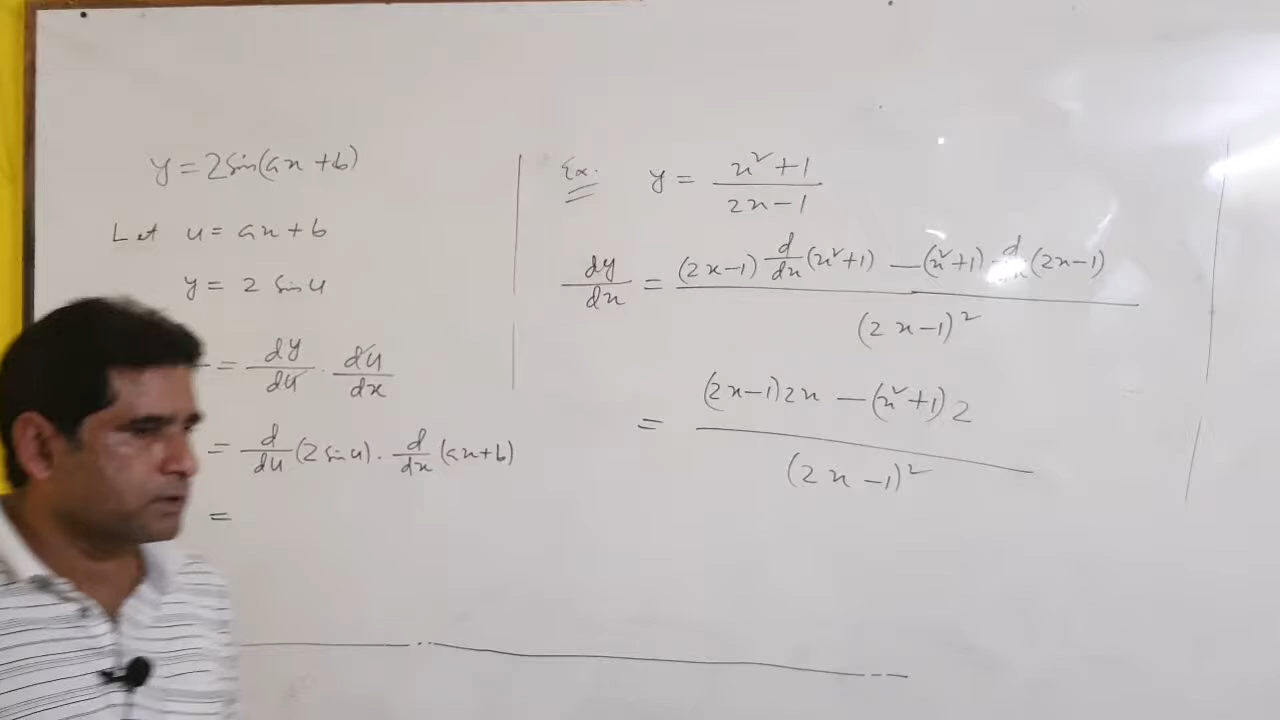 y = 2 sin(ax + b)
Let u = ax + b
y = 2 sin u
= dy/du · du/dx
= d/du (2 sin u) · d/dx (ax + b)
=
Ex. y = (x² + 1)/(2x - 1)
dy/dx = ((2x-1) d/dx (x²+1) - (x²+1) d/dx (2x-1))/(2x-1)²
= ((2x-1)2x - (x²+1)2)/(2x-1)²